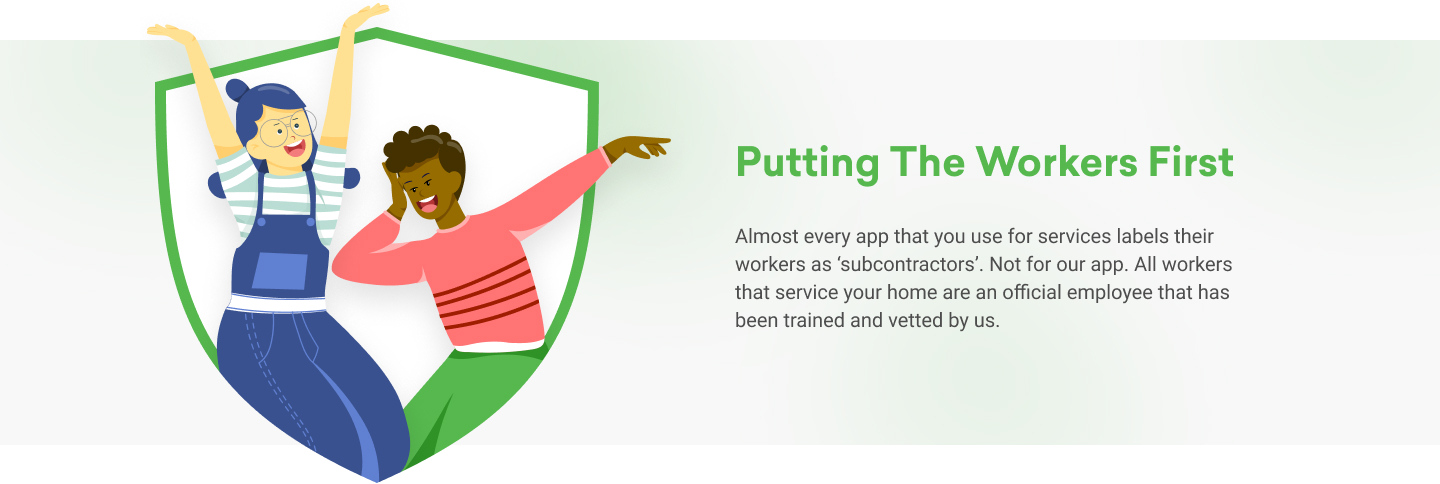 Putting The Workers First
Almost every app that you use for services labels their
workers as ‘subcontractors’. Not for our app. All workers
that service your home are an official employee that has
been trained and vetted by us.